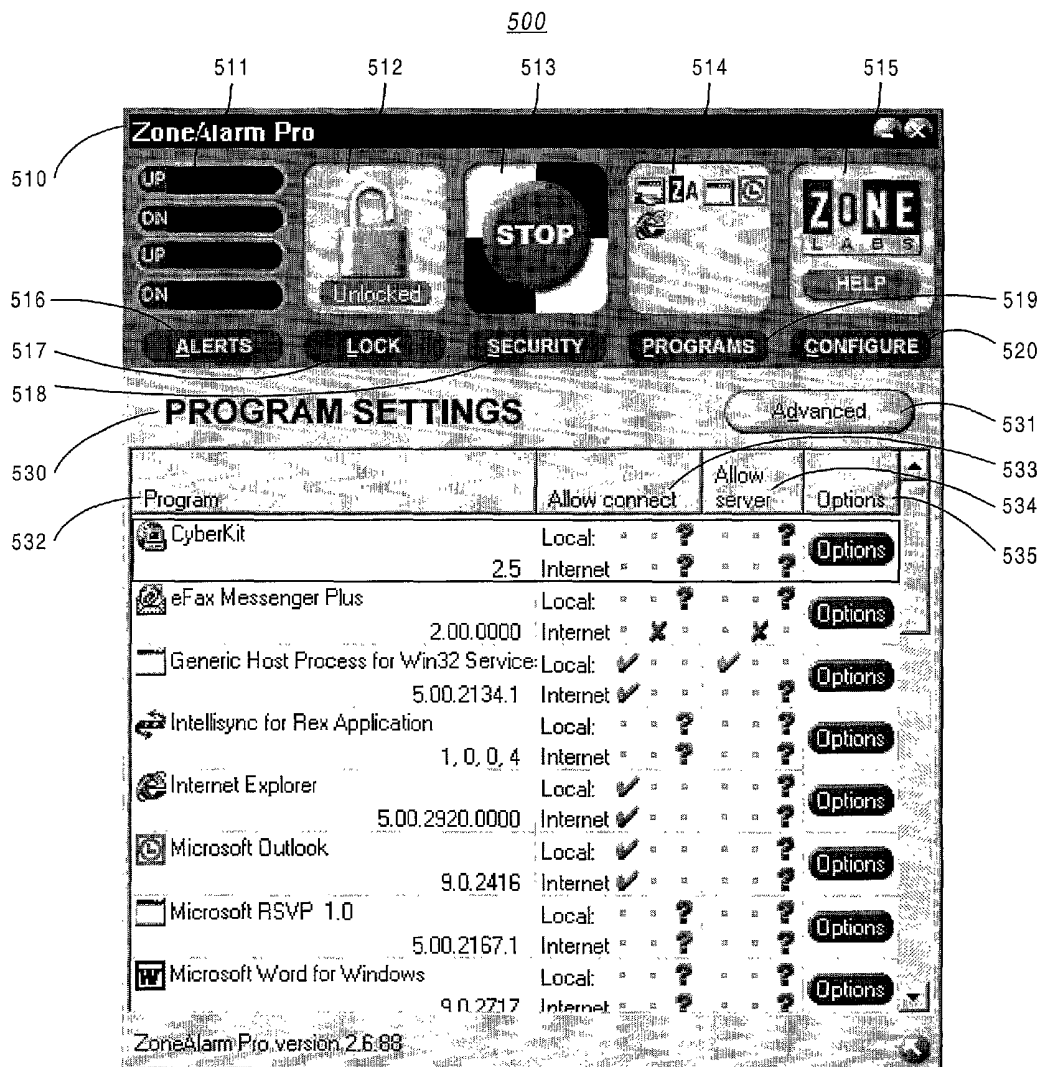 500
511 512 513 514 515
ZoneAlarm Pro
510
UP
DN
UP
DN
Unlocked
STOP
ZA
ZONE
LABS
HELP
516
519
ALERTS LOCK SECURITY PROGRAMS CONFIGURE
517
520
518
PROGRAM SETTINGS Advanced
530
531
533
Program Allow connect Allow server Options
534
532
535
CyberKit Local: ? ? Options
2.5 Internet ? ?
eFax Messenger Plus Local: ? ? Options
2.00.0000 Internet
Generic Host Process for Win32 Service Local: Options
5.00.2134.1 Internet ?
Intellisync for Rex Application Local: ? ? Options
1, 0, 0, 4 Internet ? ?
Internet Explorer Local: ? Options
5.00.2920.0000 Internet ?
Microsoft Outlook Local: ? Options
9.0.2416 Internet ?
Microsoft RSVP 1.0 Local: ? ? Options
5.00.2167.1 Internet ? ?
W Microsoft Word for Windows Local: ? ? Options
9.0.2717 Internet ? ?
ZoneAlarm Pro version 2.6.88